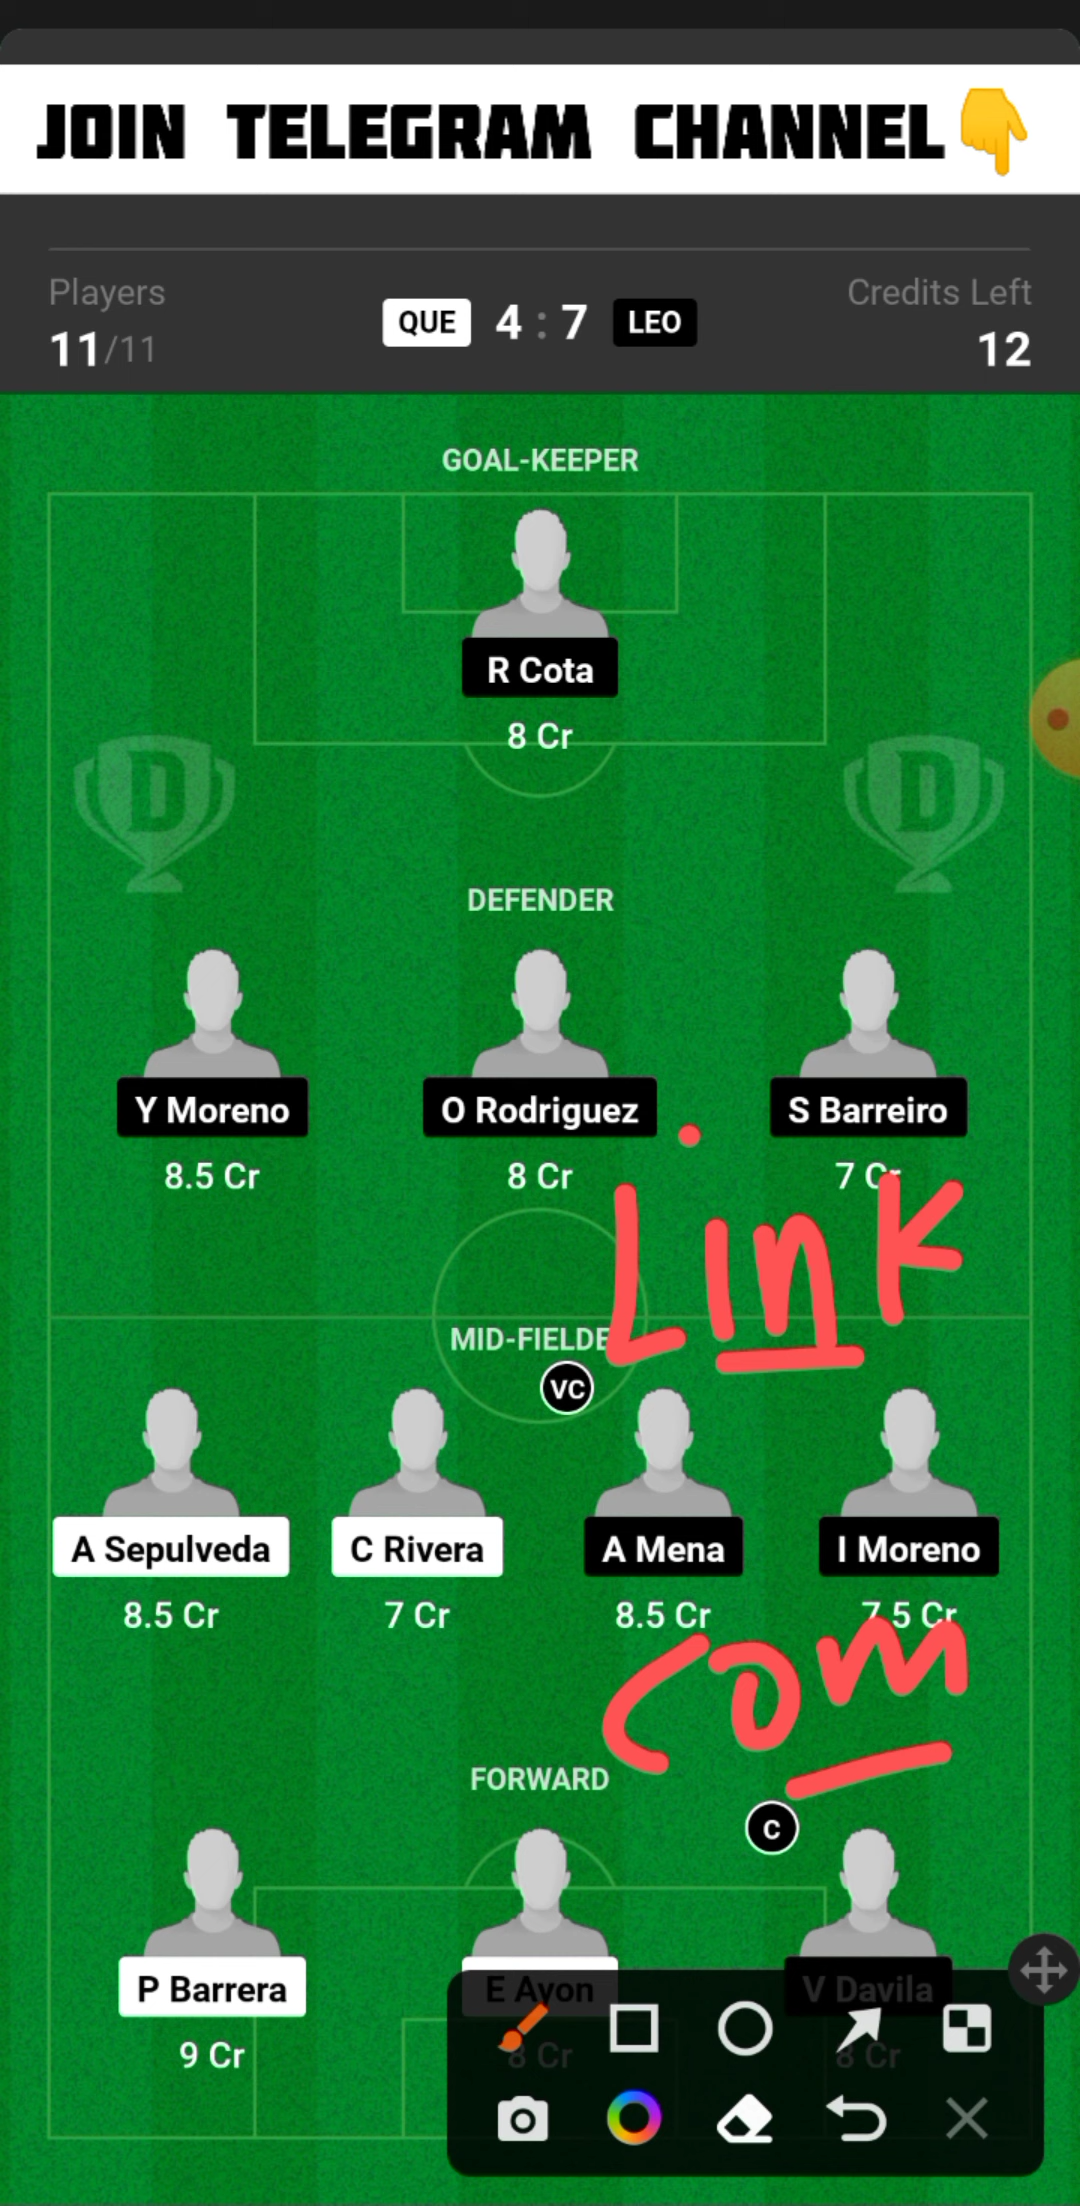 JOIN TELEGRAM CHANNEL👇
Players
Credits Left
11/11
QUE 4 : 7 LEO
12
GOAL-KEEPER
R Cota
8 Cr
D D
DEFENDER
Y Moreno O Rodriguez S Barreiro
8.5 Cr 8 Cr 7 Cr
Link
MID-FIELDE
VC
A Sepulveda C Rivera A Mena I Moreno
8.5 Cr 7 Cr 8.5 Cr 7.5 Cr
Com
FORWARD
C
P Barrera E Ayon V Davila
9 Cr 8 Cr 8 Cr